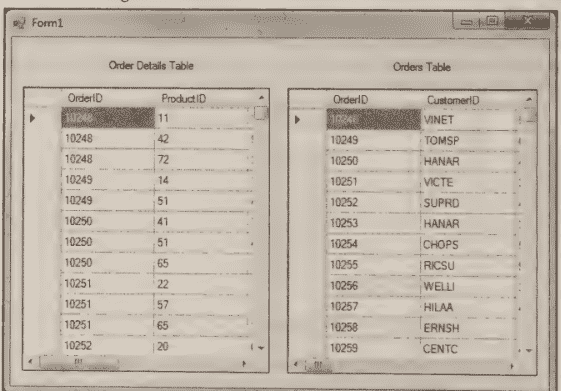 Form1
Order Details Table
OrderID ProductID
11
10248 42
10248 72
10249 14
10249 51
10250 41
10250 51
10250 65
10251 22
10251 57
10251 65
10252 20
Orders Table
OrderID CustomerID
VINET
10249 TOMSP
10250 HANAR
10251 VICTE
10252 SUPRD
10253 HANAR
10254 CHOPS
10255 RICSU
10256 WELLI
10257 HILAA
10258 ERNSH
10259 CENTC